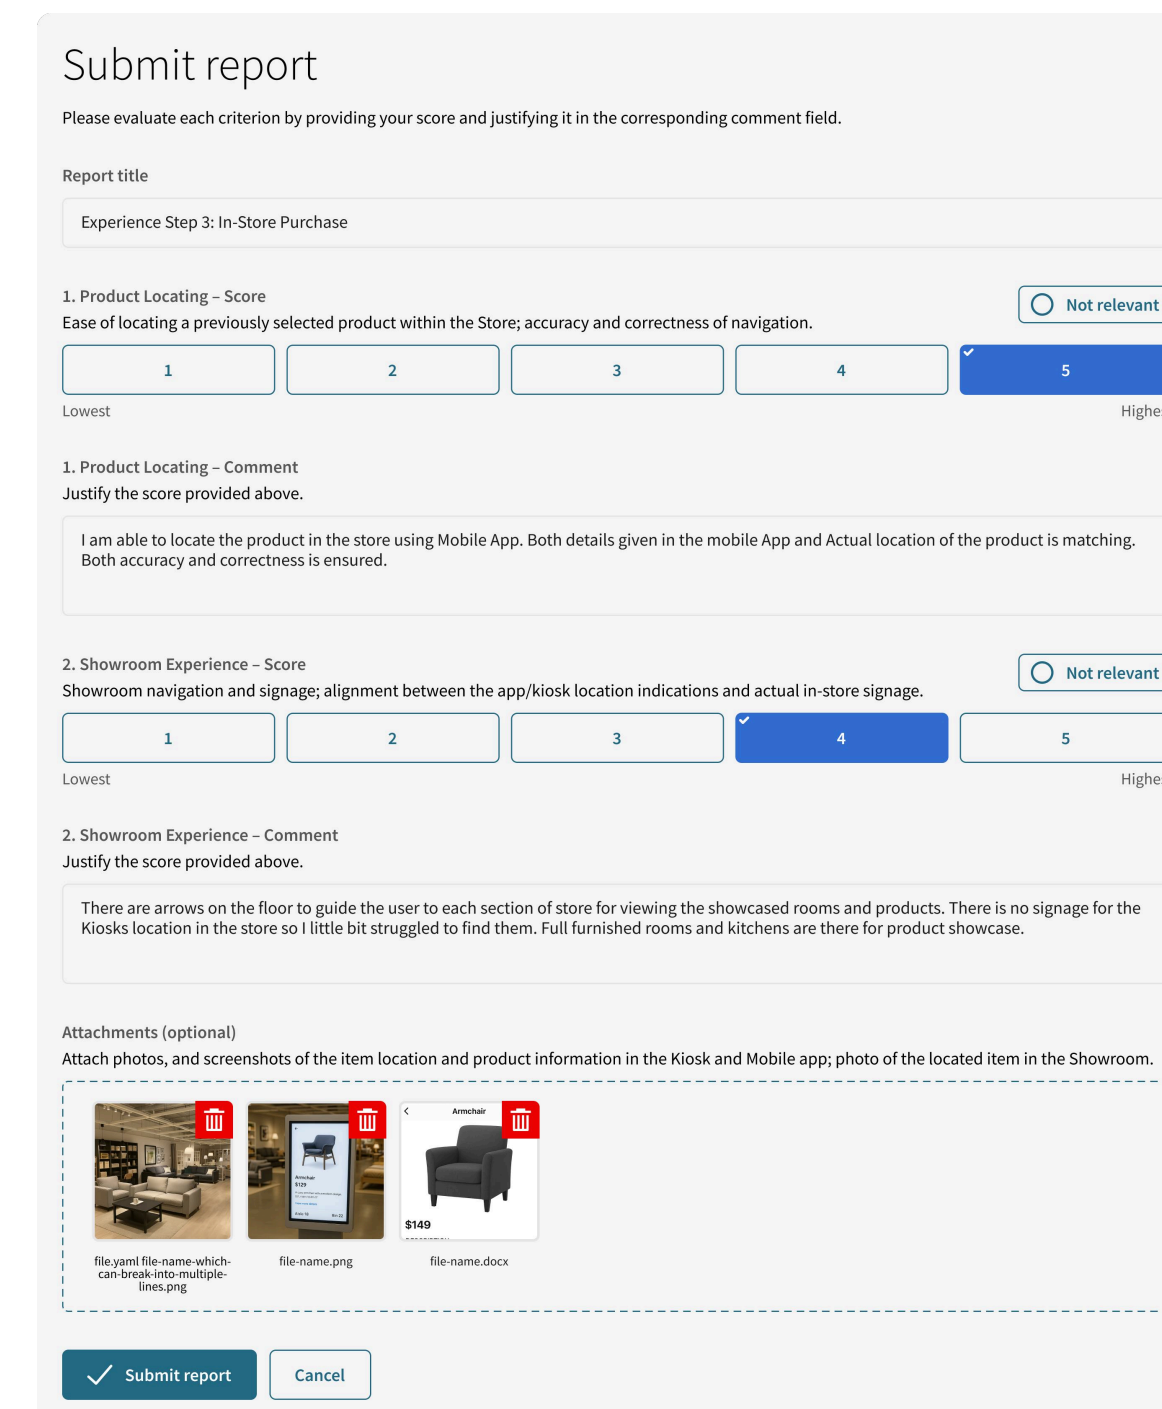 Submit report
Please evaluate each criterion by providing your score and justifying it in the corresponding comment field.
Report title
Experience Step 3: In-Store Purchase
1. Product Locating – Score
Not relevant
Ease of locating a previously selected product within the Store; accuracy and correctness of navigation.
1 2 3 4 5
Lowest
1. Product Locating – Comment
Justify the score provided above.
I am able to locate the product in the store using Mobile App. Both details given in the mobile App and Actual location of the product is matching.
Both accuracy and correctness is ensured.
2. Showroom Experience – Score
Not relevant
Showroom navigation and signage; alignment between the app/kiosk location indications and actual in-store signage.
1 2 3 4 5
Lowest
2. Showroom Experience – Comment
Justify the score provided above.
There are arrows on the floor to guide the user to each section of store for viewing the showcased rooms and products. There is no signage for the
Kiosks location in the store so I little bit struggled to find them. Full furnished rooms and kitchens are there for product showcase.
Attachments (optional)
Attach photos, and screenshots of the item location and product information in the Kiosk and Mobile app; photo of the located item in the Showroom.
Armchair
$129
Armchair
$149
file.yaml file-name-which-
can-break-into-multiple-
lines.png
file-name.png
file-name.docx
Submit report
Cancel